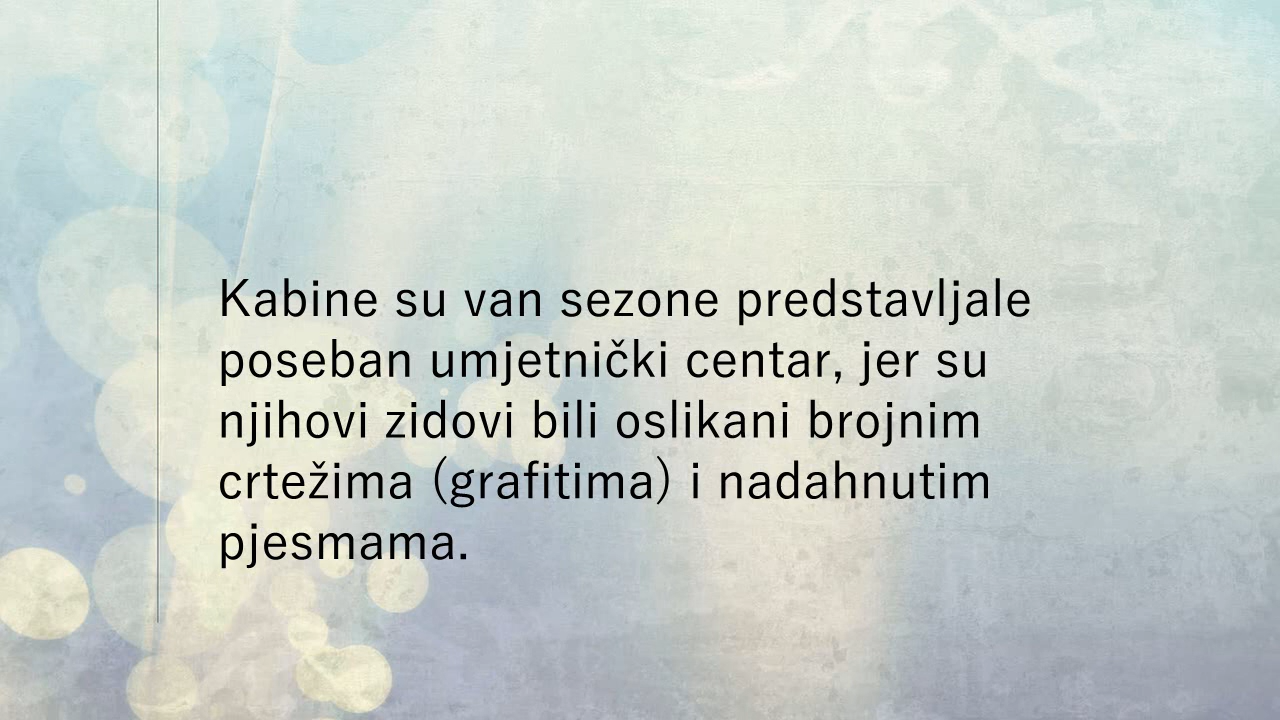 Kabine su van sezone predstavljale
poseban umjetnički centar, jer su
njihovi zidovi bili oslikani brojnim
crtežima (grafitima) i nadahnutim
pjesmama.